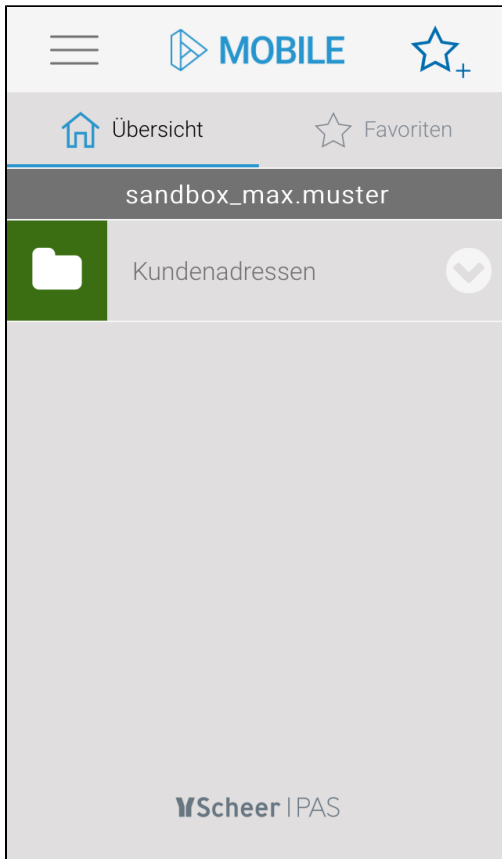 MOBILE
Übersicht Favoriten
sandbox_max.muster
Kundenadressen
Scheer | PAS